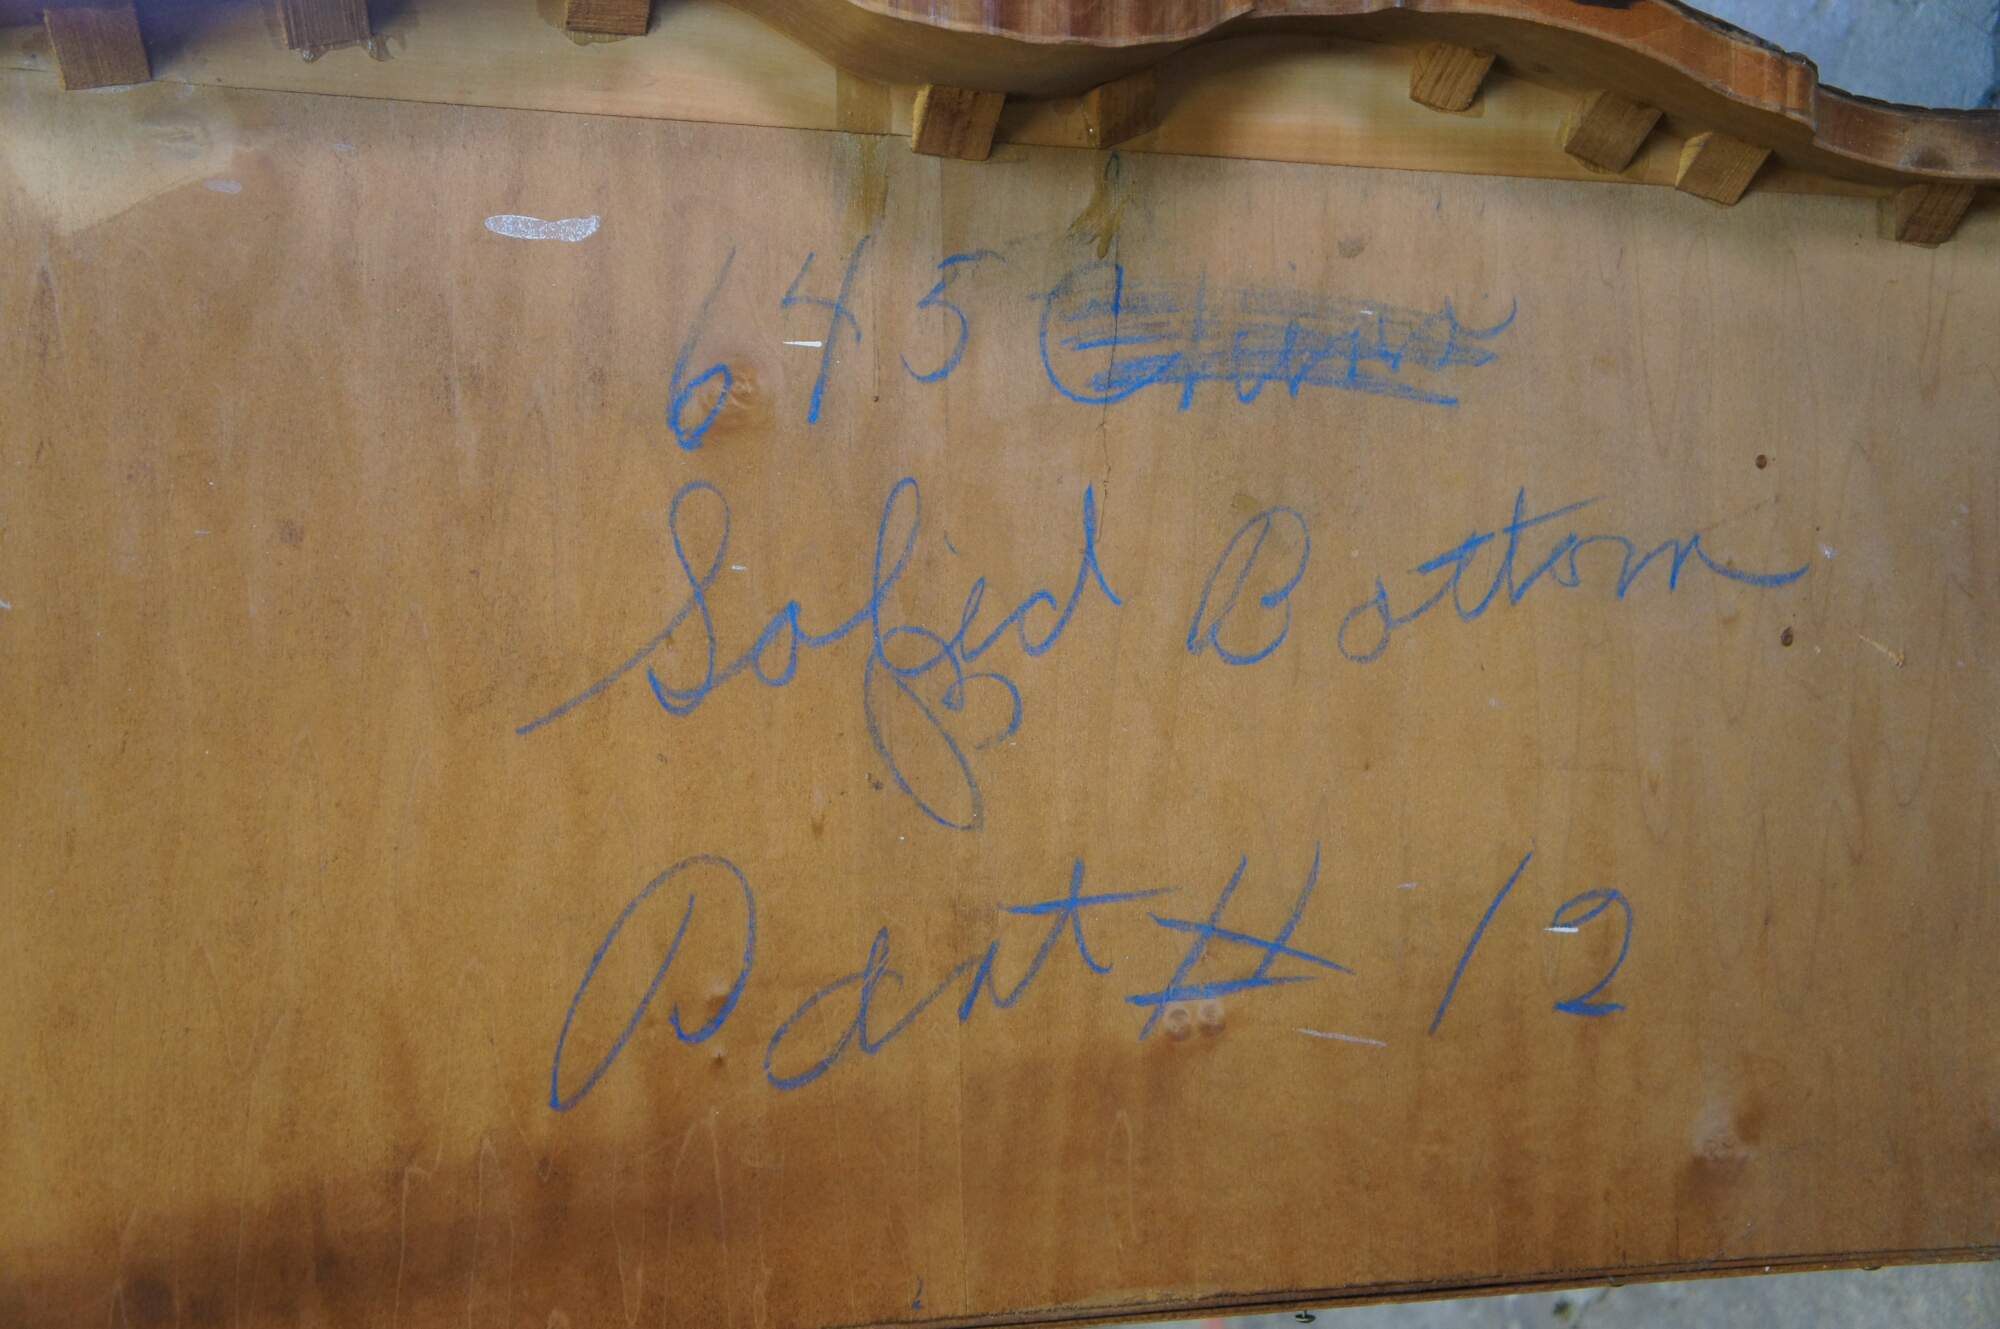 645
Solid Bottom
Part # 12